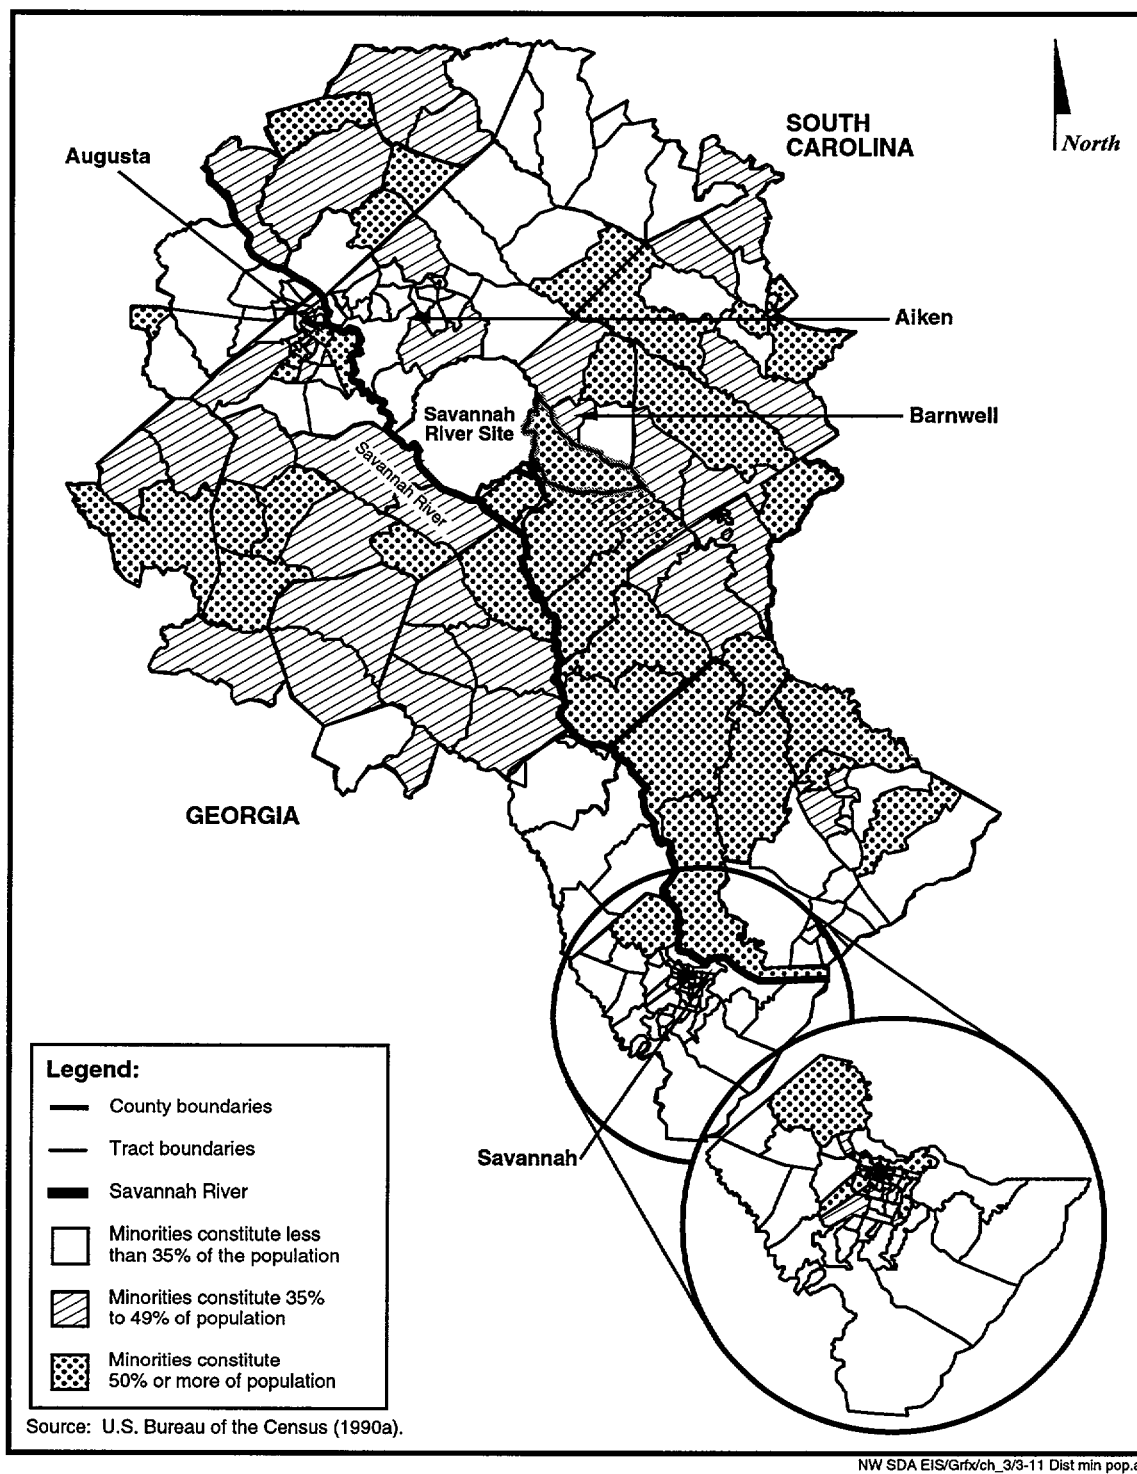 SOUTH
CAROLINA
North
Augusta
Aiken
Barnwell
Savannah
River Site
Savannah River
GEORGIA
Savannah
Legend:
County boundaries
Tract boundaries
Savannah River
Minorities constitute less
than 35% of the population
Minorities constitute 35%
to 49% of population
Minorities constitute
50% or more of population
Source: U.S. Bureau of the Census (1990a).
NW SDA EIS/Grfx/ch_3/3-11 Dist min pop.a